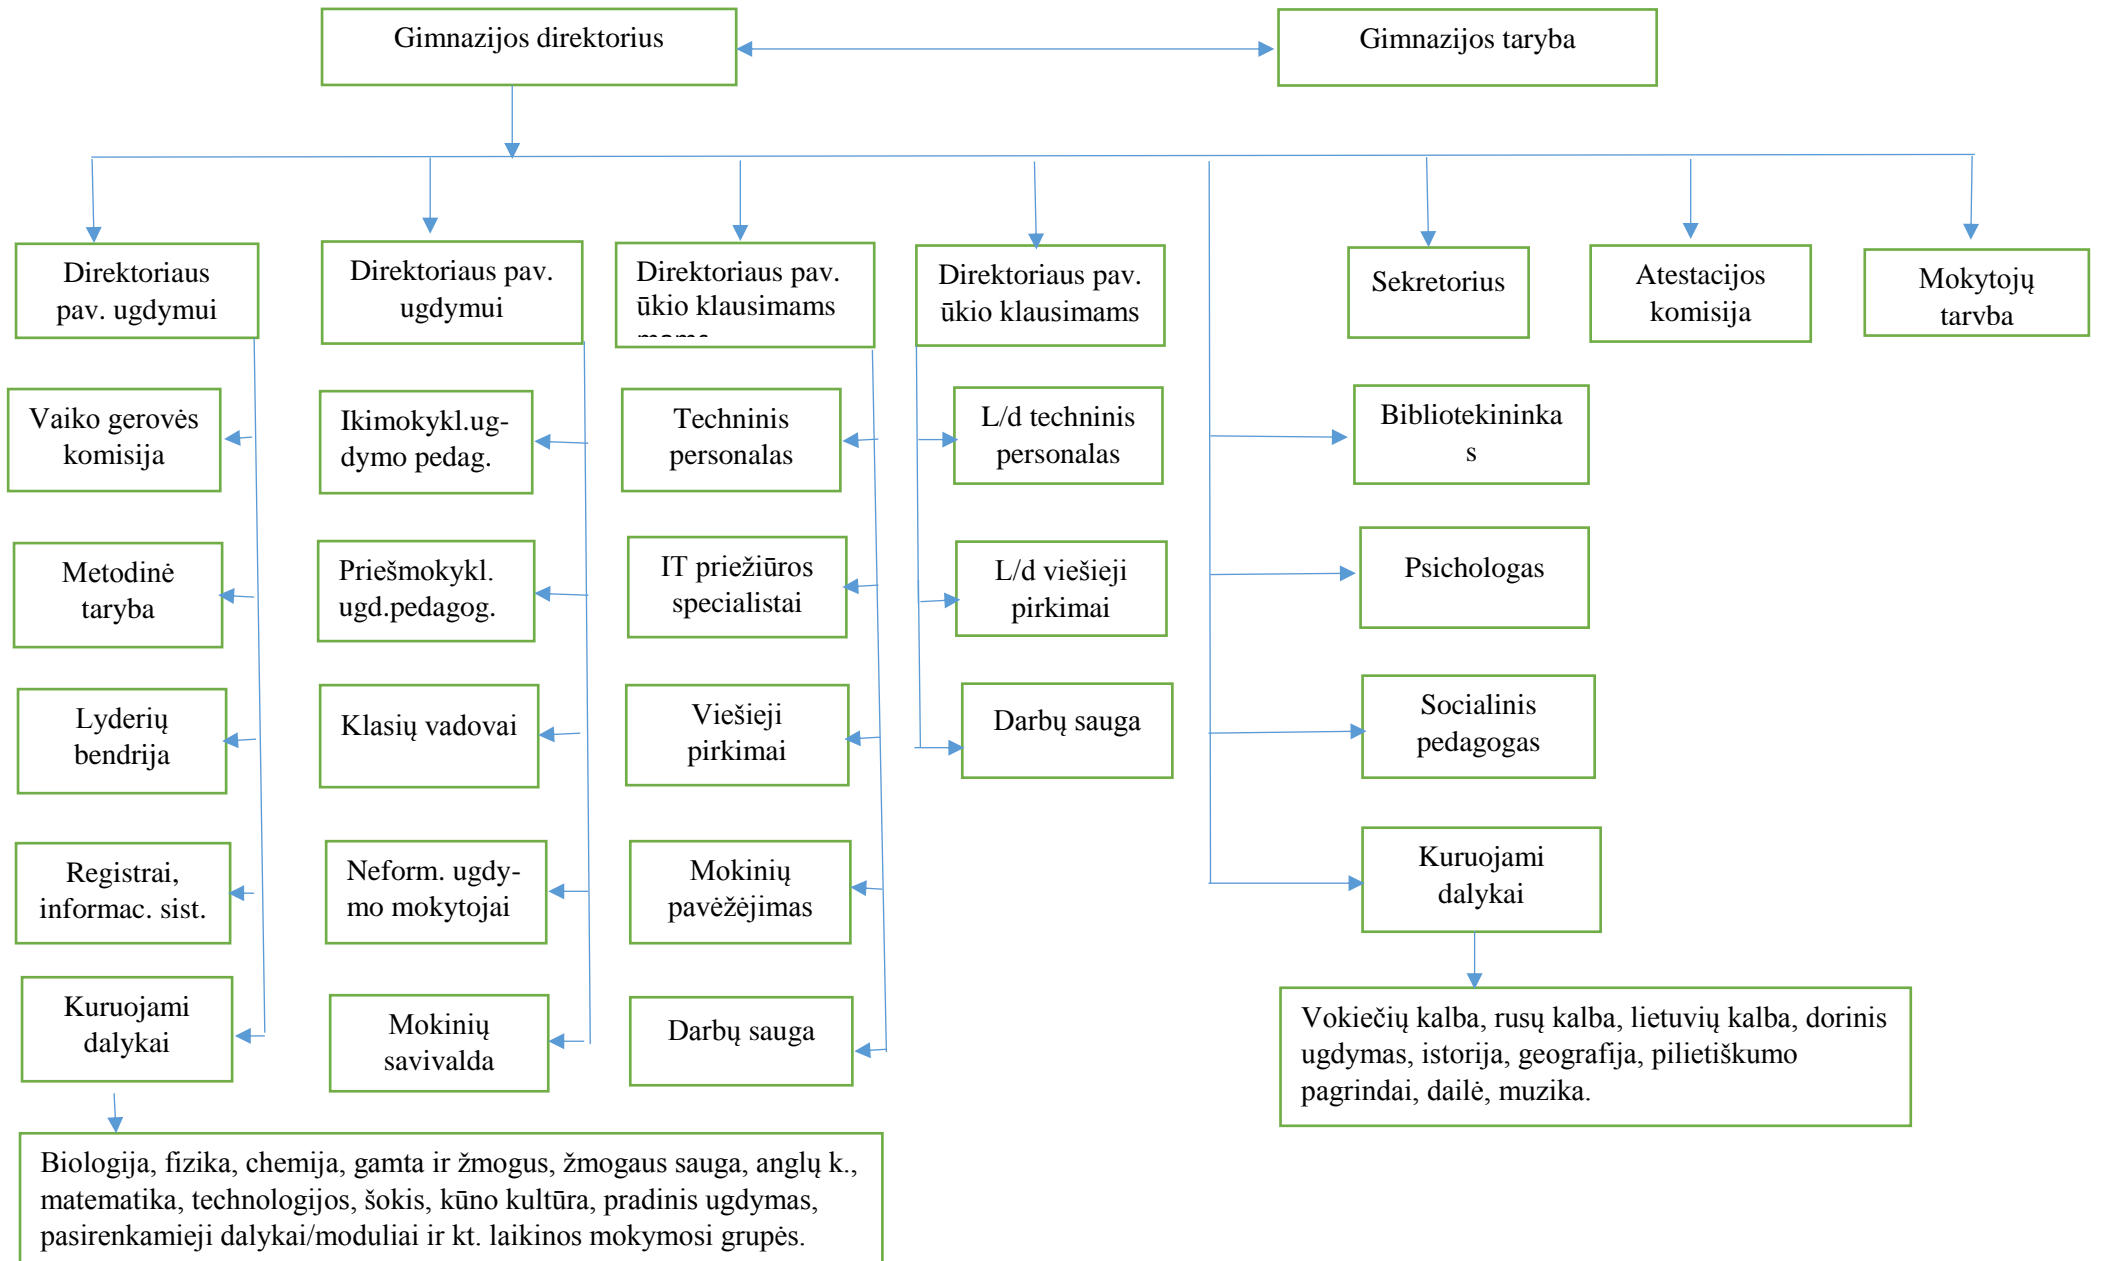 Gimnazijos direktorius
Gimnazijos taryba
Direktoriaus
pav. ugdymui
Direktoriaus pav.
ugdymui
Direktoriaus pav.
ūkio klausimams
Direktoriaus pav.
ūkio klausimams
Sekretorius
Atestacijos
komisija
Mokytojų
tarvba
Vaiko gerovės
komisija
Ikimokykl.ug-
dymo pedag.
Techninis
personalas
L/d techninis
personalas
Bibliotekininka
s
Metodinė
taryba
Priešmokykl.
ugd.pedagog.
IT priežiūros
specialistai
L/d viešieji
pirkimai
Psichologas
Lyderių
bendrija
Klasių vadovai
Viešieji
pirkimai
Darbų sauga
Socialinis
pedagogas
Registrai,
informac. sist.
Neform. ugdy-
mo mokytojai
Mokinių
pavėžėjimas
Kuruojami
dalykai
Kuruojami
dalykai
Mokinių
savivalda
Darbų sauga
Vokiečių kalba, rusų kalba, lietuvių kalba, dorinis
ugdymas, istorija, geografija, pilietiškumo
pagrindai, dailė, muzika.
Biologija, fizika, chemija, gamta ir žmogus, žmogaus sauga, anglų k.,
matematika, technologijos, šokis, kūno kultūra, pradinis ugdymas,
pasirenkamieji dalykai/moduliai ir kt. laikinos mokymosi grupės.